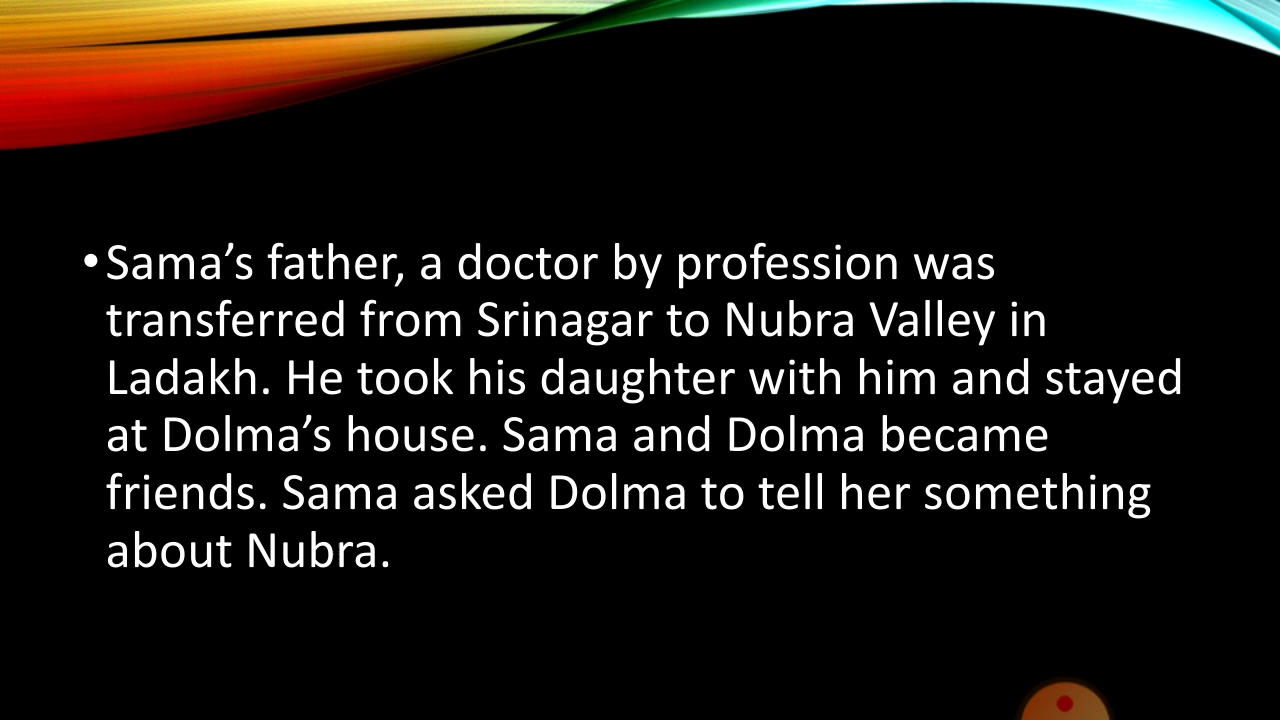 •Sama’s father, a doctor by profession was
transferred from Srinagar to Nubra Valley in
Ladakh. He took his daughter with him and stayed
at Dolma’s house. Sama and Dolma became
friends. Sama asked Dolma to tell her something
about Nubra.